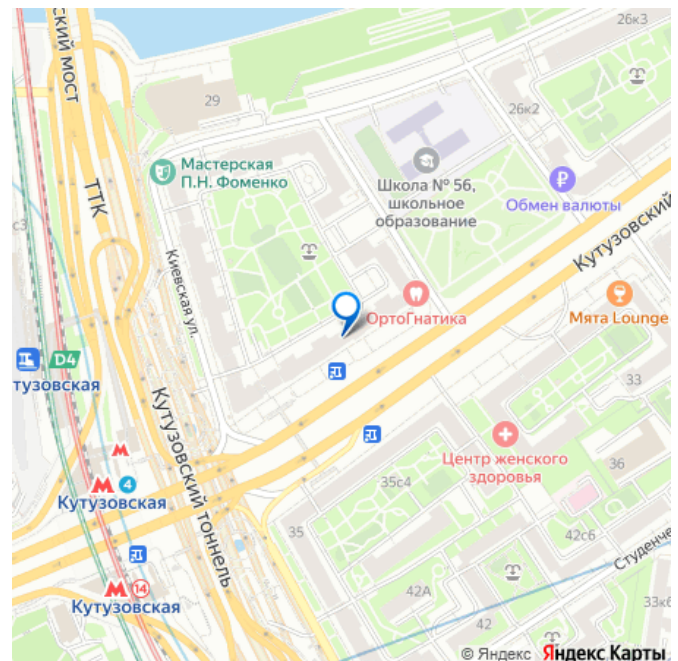 ский мост
26к3
29
26к2
Мастерская
П.Н. Фоменко
ТТК
Школа № 56,
школьное
образование
Обмен валюты
с3
Киевская ул.
Кутузовский
ОртоГнатика
Мята Lounge
D4
тузовская
33
Кутузовский тоннель
Центр женского
здоровья
36
35с4
4
Кутузовская
35
42с6
Студенче
14
Кутузовская
42А
42
33к6
© Яндекс Яндекс Карты